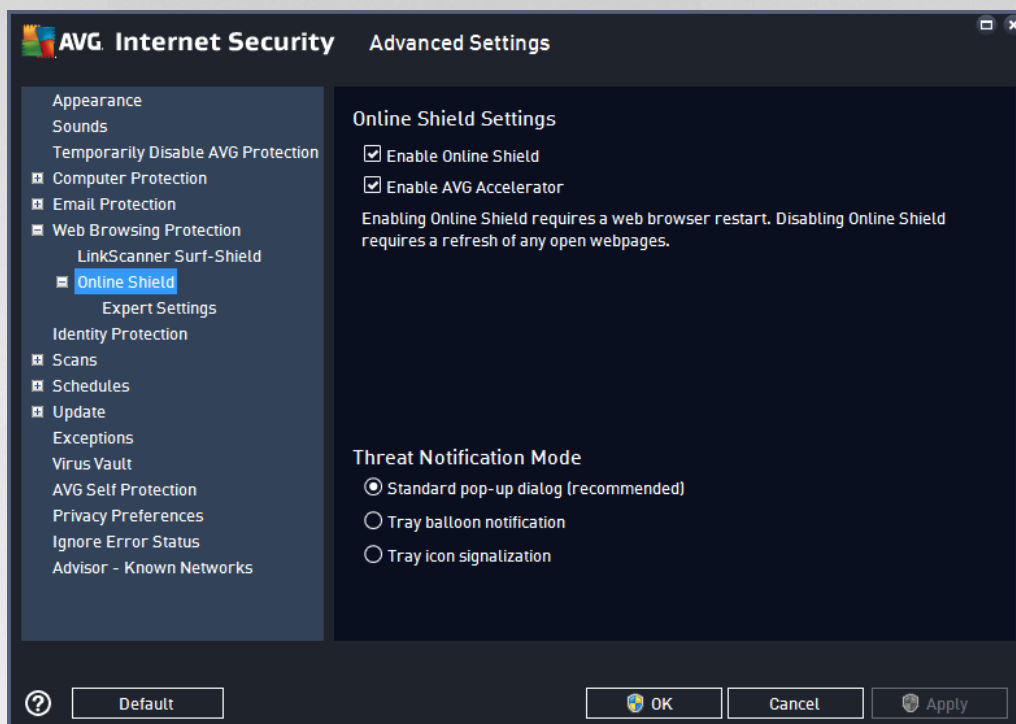 AVG. Internet Security Advanced Settings
Appearance
Sounds
Temporarily Disable AVG Protection
Computer Protection
Email Protection
Web Browsing Protection
LinkScanner Surf-Shield
Online Shield
Expert Settings
Identity Protection
Scans
Schedules
Update
Exceptions
Virus Vault
AVG Self Protection
Privacy Preferences
Ignore Error Status
Advisor - Known Networks
Online Shield Settings
Enable Online Shield
Enable AVG Accelerator
Enabling Online Shield requires a web browser restart. Disabling Online Shield
requires a refresh of any open webpages.
Threat Notification Mode
Standard pop-up dialog (recommended)
Tray balloon notification
Tray icon signalization
? Default OK Cancel Apply